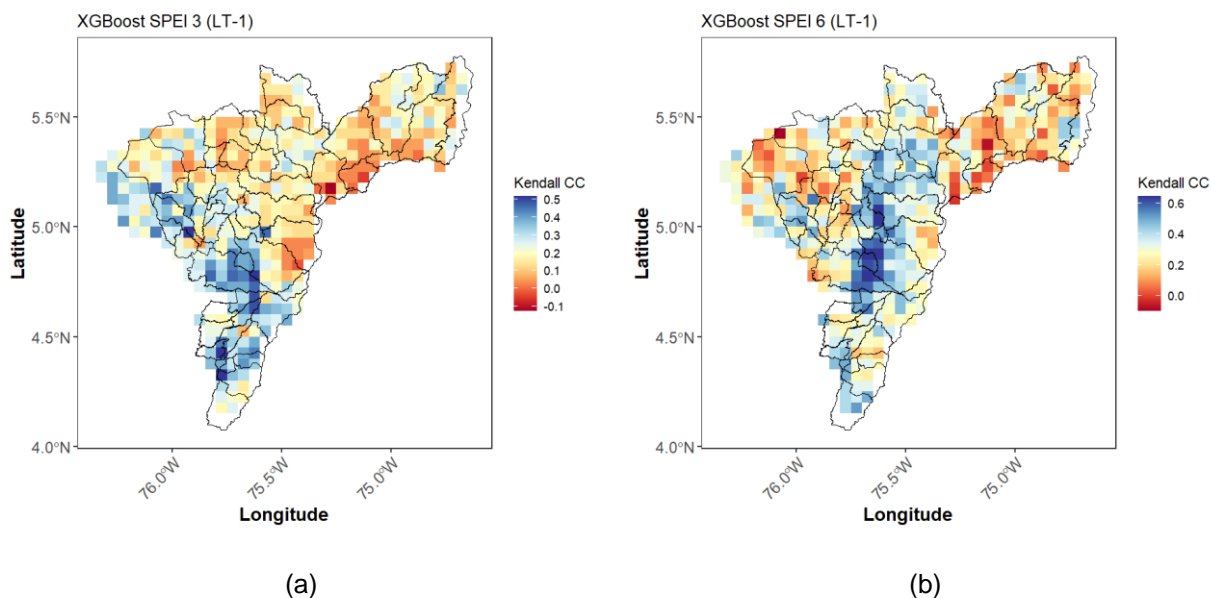 XGBoost SPEI 3 (LT-1)
5.5°N
5.0°N
4.5°N
4.0°N
Latitude
76.0°W
75.5°W
75.0°W
Longitude
Kendall CC
0.5
0.4
0.3
0.2
0.1
0.0
-0.1
(a)
XGBoost SPEI 6 (LT-1)
5.5°N
5.0°N
4.5°N
4.0°N
Latitude
76.0°W
75.5°W
75.0°W
Longitude
Kendall CC
0.6
0.4
0.2
0.0
(b)